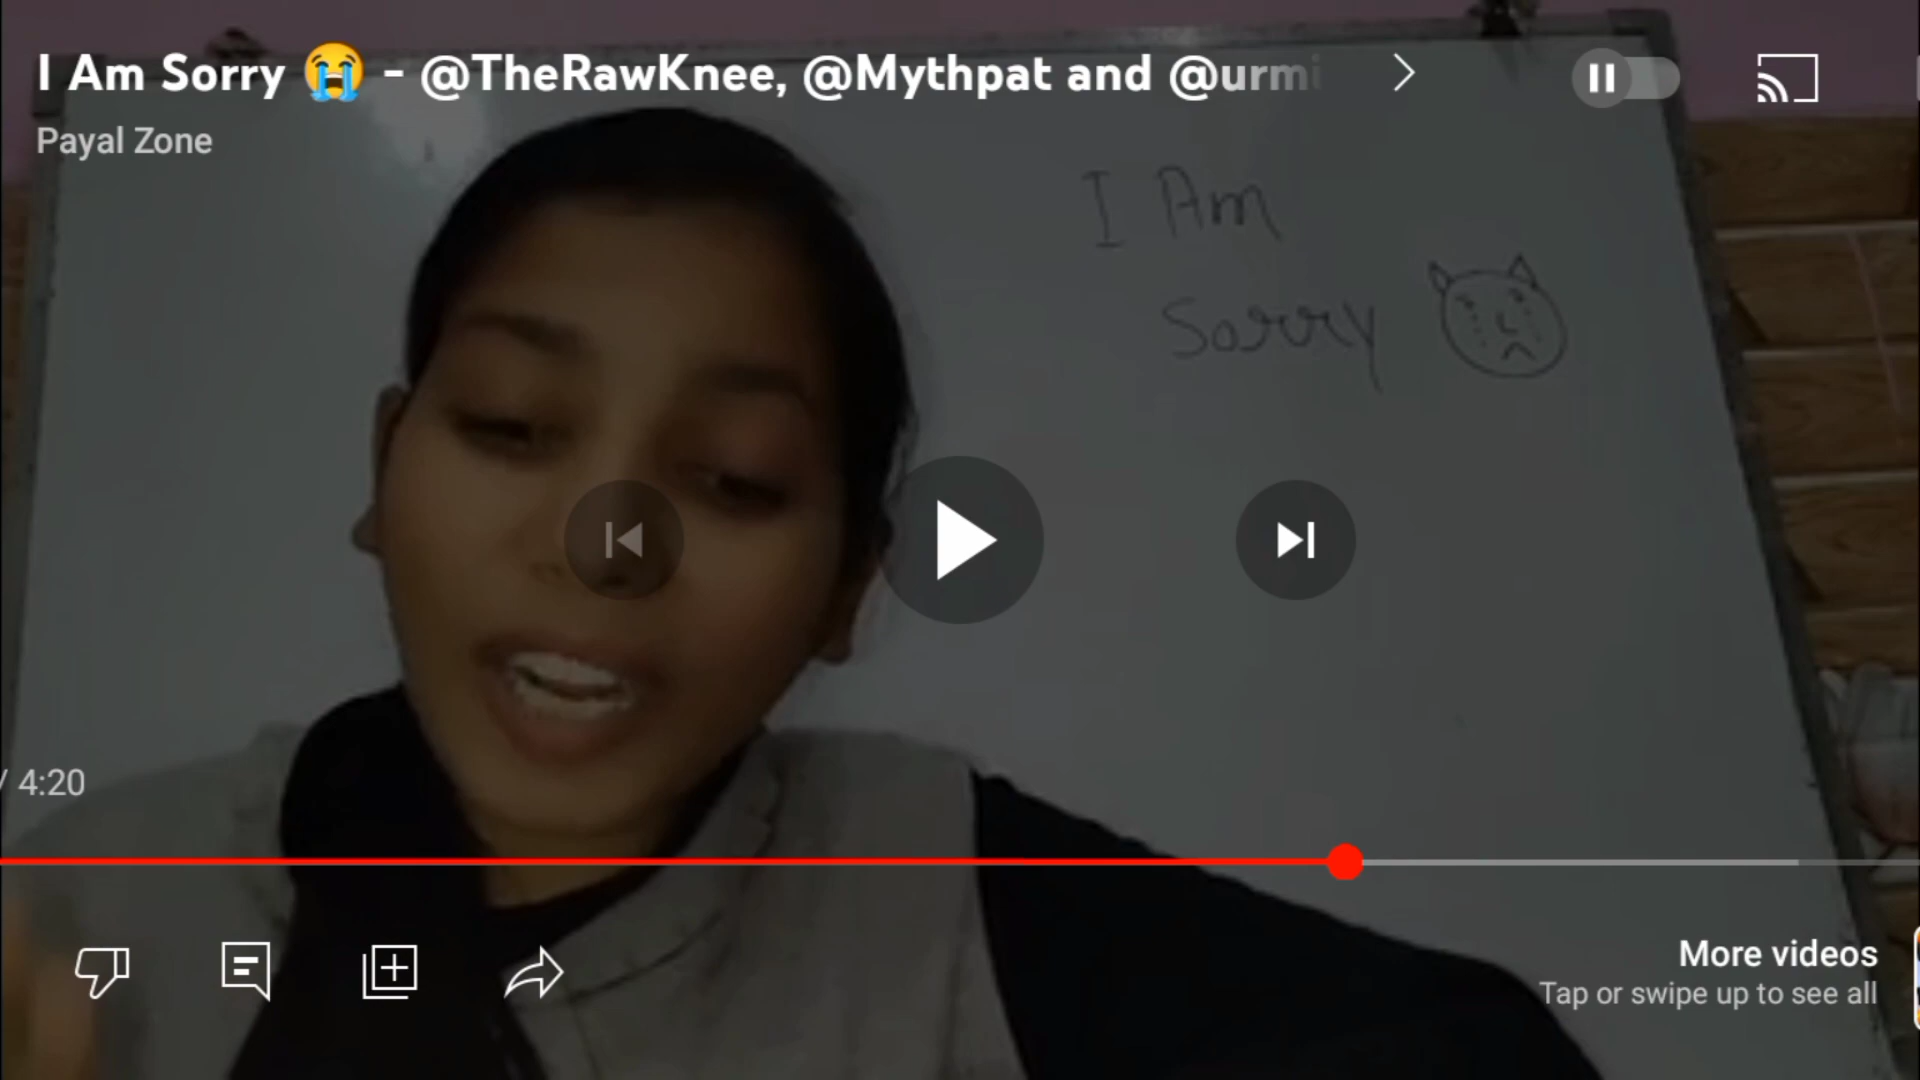 I Am Sorry 😭 - @TheRawKnee, @Mythpat and @urmi
Payal Zone
I Am
Sorry
/ 4:20
More videos
Tap or swipe up to see all